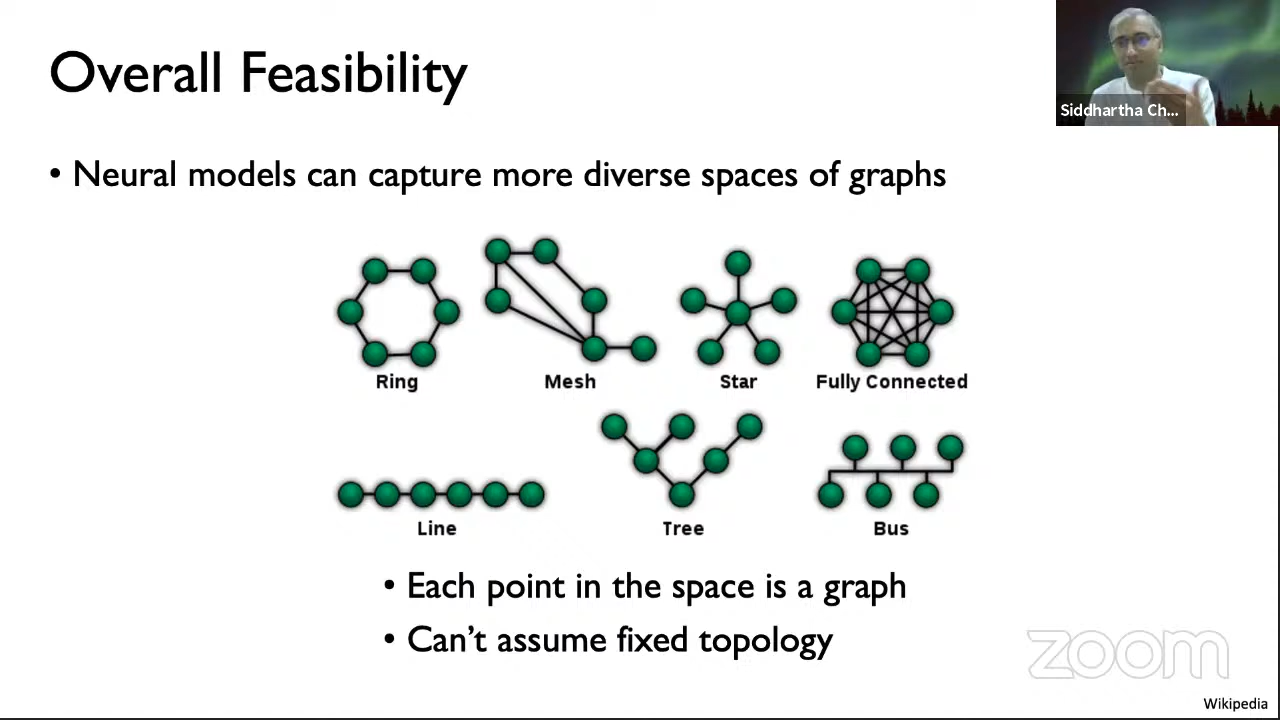 Overall Feasibility
Siddhartha Ch...
• Neural models can capture more diverse spaces of graphs
Ring
Mesh
Star
Fully Connected
Line
Tree
Bus
• Each point in the space is a graph
• Can’t assume fixed topology
zoom
Wikipedia